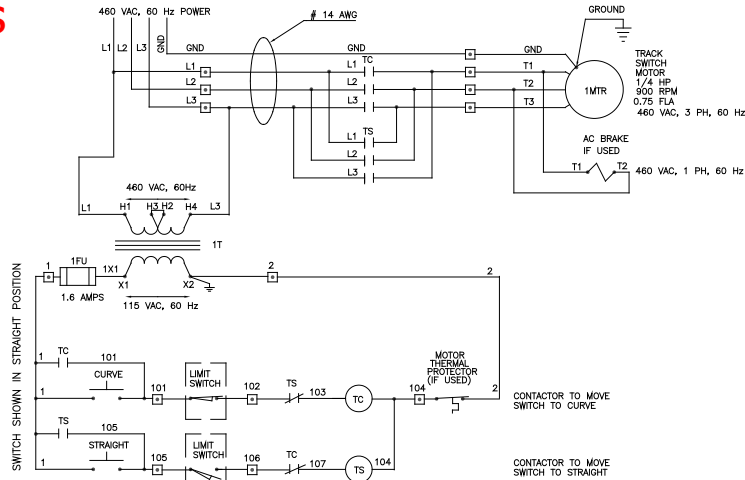 S
460 VAC, 60 Hz POWER
# 14 AWG
GROUND
L1 L2 L3 GND
GND GND GND
L1 L1 TC T1
L2 L2 T2
L3 L3 T3
1MTR
TRACK
SWITCH
MOTOR
1/4 HP
900 RPM
0.75 FLA
460 VAC, 3 PH, 60 Hz
TS
L1
L2
L3
AC BRAKE
IF USED
T1 T2 460 VAC, 1 PH, 60 Hz
460 VAC, 60Hz
L1 H1 H3 H2 H4 L3
1T
1 1FU 1X1 X1 X2 2 2
1.6 AMPS
115 VAC, 60 Hz
SWITCH SHOWN IN STRAIGHT POSITION
1 TC 101
CURVE
LIMIT
SWITCH
MOTOR
THERMAL
PROTECTOR
(IF USED)
1 101 102 TS 103 TC 104 2
CONTACTOR TO MOVE
SWITCH TO CURVE
TS 105
STRAIGHT
LIMIT
SWITCH
1 105 106 TC 107 TS 104
CONTACTOR TO MOVE
SWITCH TO STRAIGHT